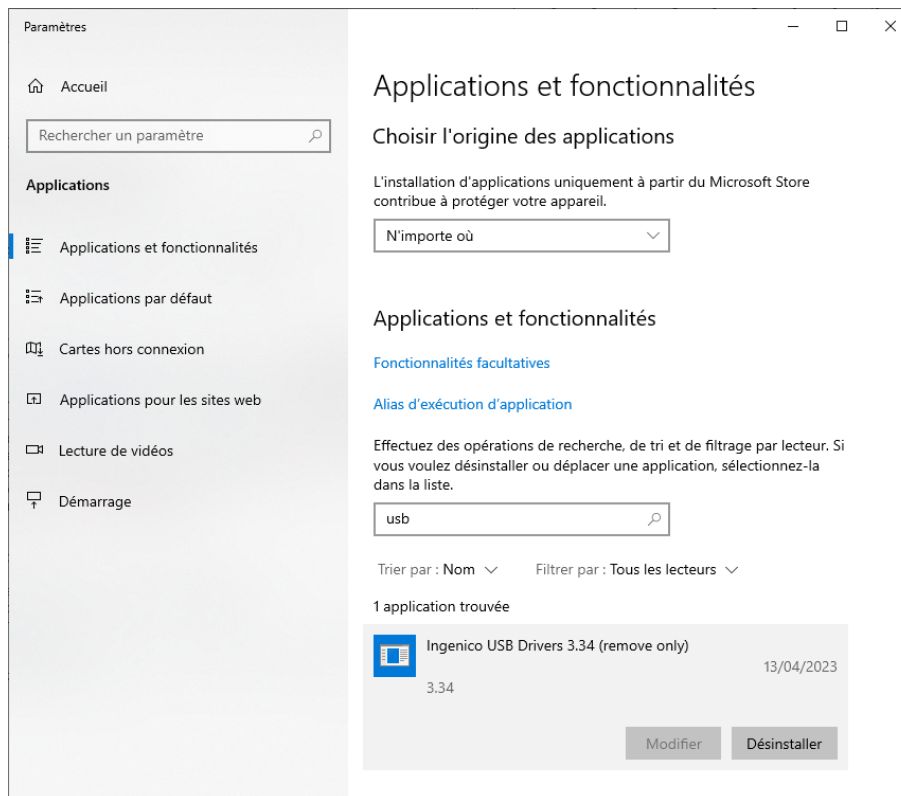 Paramètres
Accueil
Rechercher un paramètre
Applications
Applications et fonctionnalités
Applications par défaut
Cartes hors connexion
Applications pour les sites web
Lecture de vidéos
Démarrage
Applications et fonctionnalités
Choisir l'origine des applications
L'installation d'applications uniquement à partir du Microsoft Store
contribue à protéger votre appareil.
N'importe où
Applications et fonctionnalités
Fonctionnalités facultatives
Alias d'exécution d'application
Effectuez des opérations de recherche, de tri et de filtrage par lecteur. Si
vous voulez désinstaller ou déplacer une application, sélectionnez-la
dans la liste.
usb
Trier par : Nom Filtrer par : Tous les lecteurs
1 application trouvée
Ingenico USB Drivers 3.34 (remove only)
13/04/2023
3.34
Modifier Désinstaller